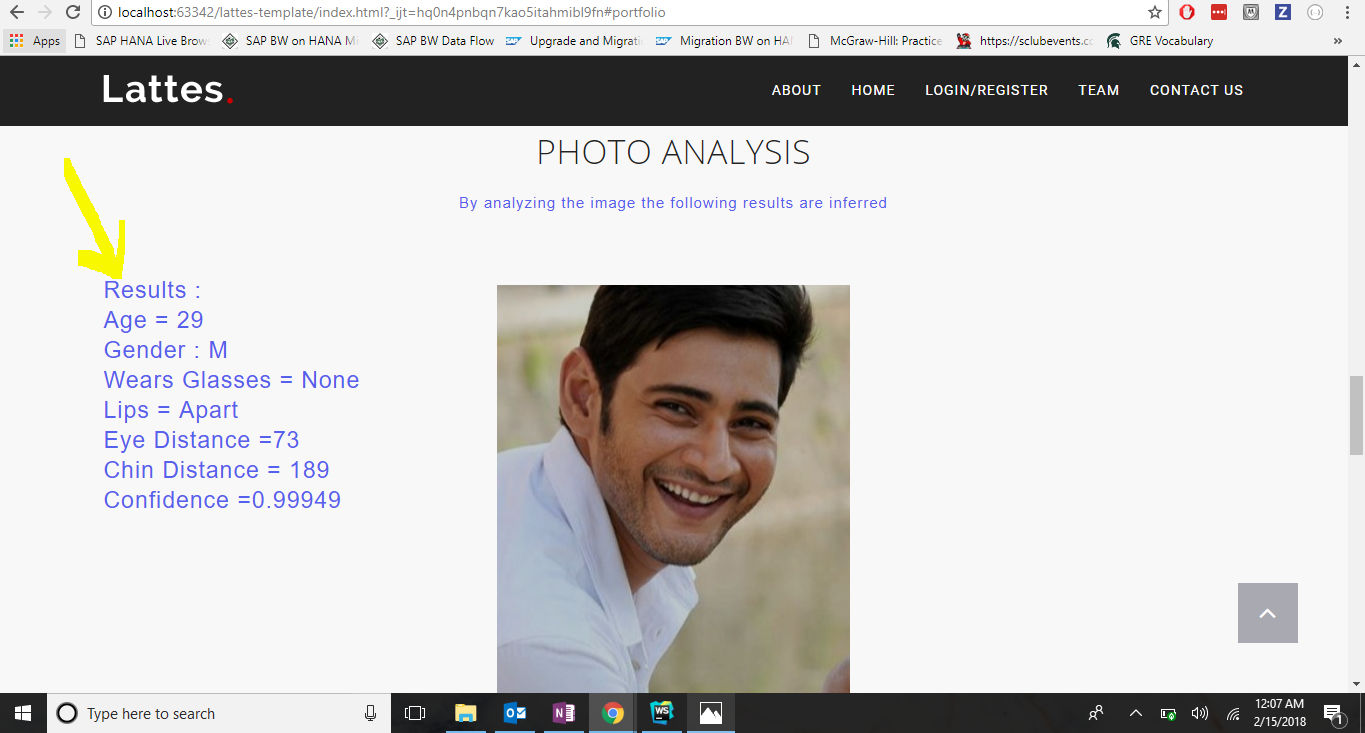 localhost:63342/lattes-template/index.html?_ijt=hq0n4pnbqn7kao5itahmibl9fn#portfolio
Apps SAP HANA Live Brow SAP BW on HANA Mi SAP BW Data Flow Upgrade and Migrati Migration BW on HAN McGraw-Hill: Practice https://sclubevents.cc GRE Vocabulary »
Lattes. ABOUT HOME LOGIN/REGISTER TEAM CONTACT US
PHOTO ANALYSIS
By analyzing the image the following results are inferred
Results :
Age = 29
Gender : M
Wears Glasses = None
Lips = Apart
Eye Distance =73
Chin Distance = 189
Confidence =0.99949
Type here to search
12:07 AM
2/15/2018
1